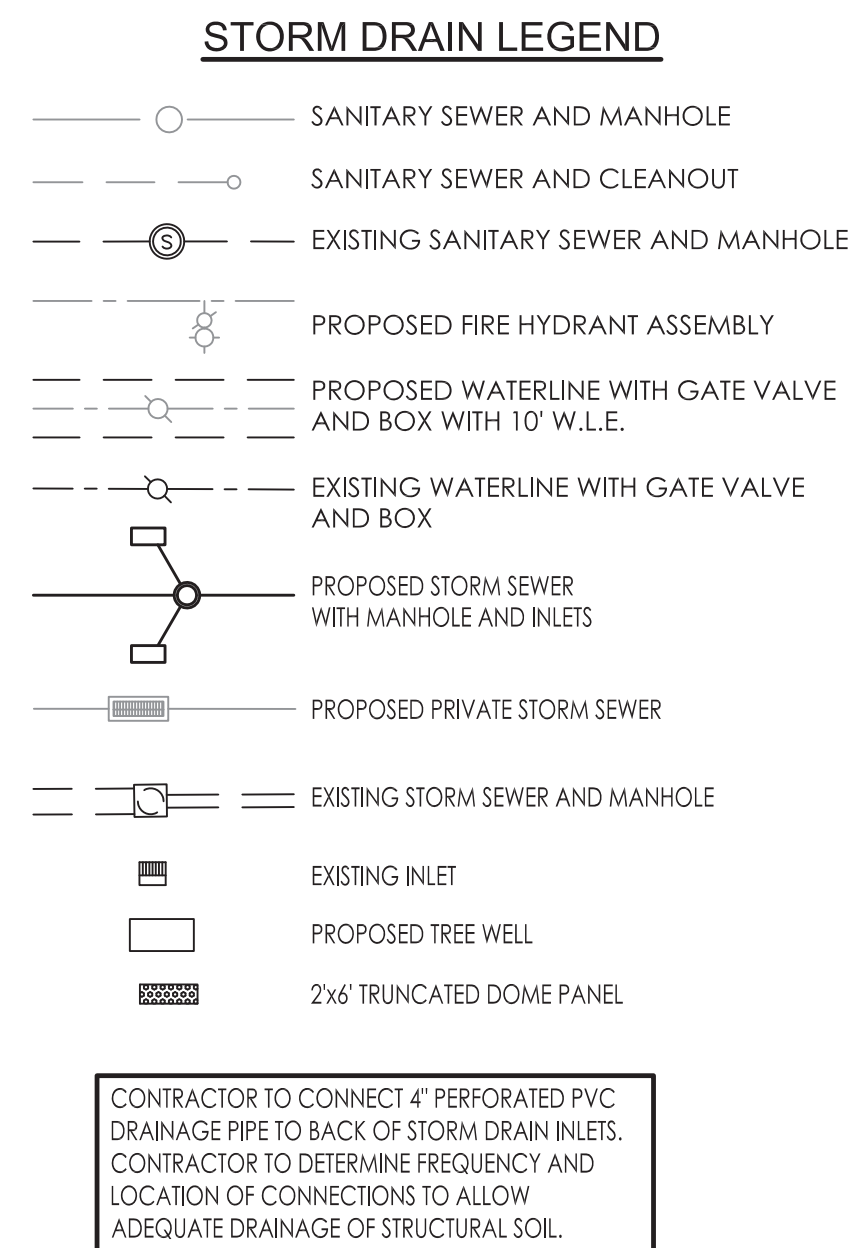 STORM DRAIN LEGEND
SANITARY SEWER AND MANHOLE
SANITARY SEWER AND CLEANOUT
S
EXISTING SANITARY SEWER AND MANHOLE
PROPOSED FIRE HYDRANT ASSEMBLY
PROPOSED WATERLINE WITH GATE VALVE
AND BOX WITH 10' W.L.E.
EXISTING WATERLINE WITH GATE VALVE
AND BOX
PROPOSED STORM SEWER
WITH MANHOLE AND INLETS
PROPOSED PRIVATE STORM SEWER
EXISTING STORM SEWER AND MANHOLE
EXISTING INLET
PROPOSED TREE WELL
2'x6' TRUNCATED DOME PANEL
CONTRACTOR TO CONNECT 4" PERFORATED PVC
DRAINAGE PIPE TO BACK OF STORM DRAIN INLETS.
CONTRACTOR TO DETERMINE FREQUENCY AND
LOCATION OF CONNECTIONS TO ALLOW
ADEQUATE DRAINAGE OF STRUCTURAL SOIL.